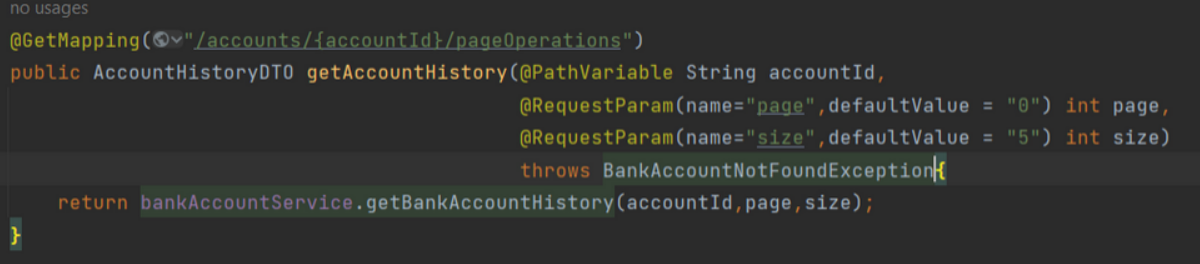 no usages
@GetMapping("/accounts/{accountId}/pageOperations")
public AccountHistoryDTO getAccountHistory(@PathVariable String accountId,
@RequestParam(name="page",defaultValue = "0") int page,
@RequestParam(name="size",defaultValue = "5") int size)
throws BankAccountNotFoundException{
return bankAccountService.getBankAccountHistory(accountId,page,size);
}